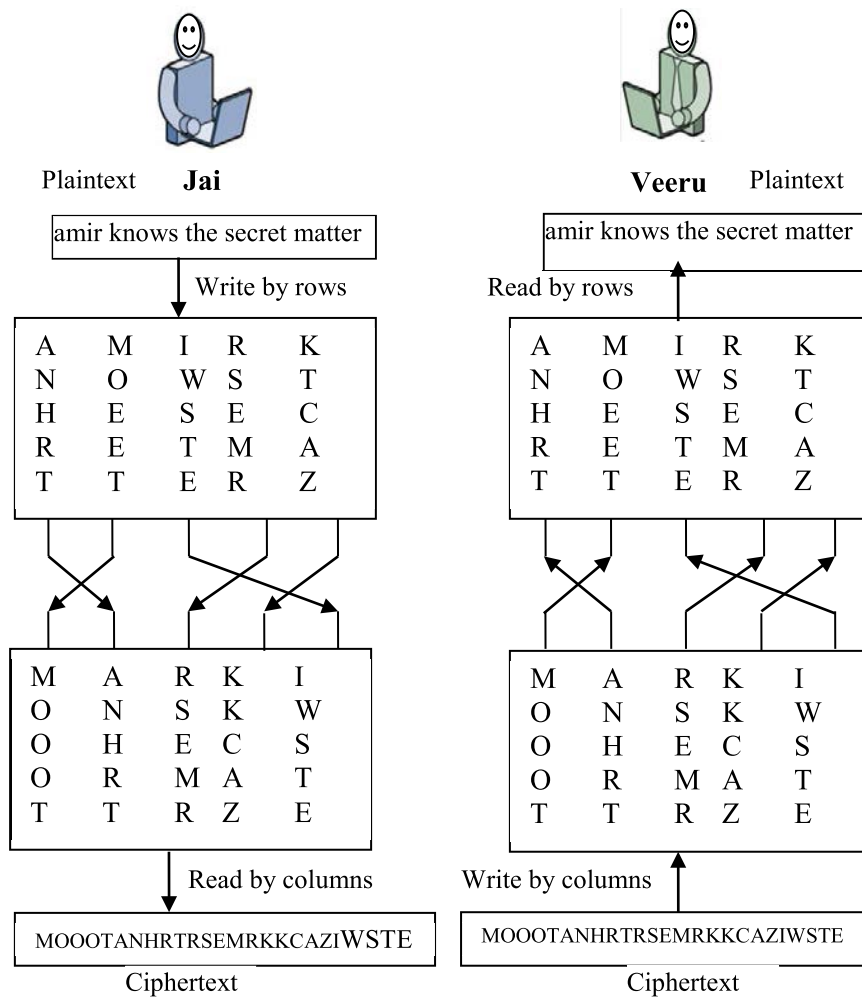 Plaintext Jai
amir knows the secret matter
Write by rows
A M I R K
N O W S T
H E S E C
R E T M A
T T E R Z
M A R K I
O N S K W
O H E C S
O R M A T
T T R Z E
Read by columns
MOOOTANHRTRSEMRKKCAZIWSTE
Ciphertext
Veeru Plaintext
amir knows the secret matter
Read by rows
A M I R K
N O W S T
H E S E C
R E T M A
T T E R Z
M A R K I
O N S K W
O H E C S
O R M A T
T T R Z E
Write by columns
MOOOTANHRTRSEMRKKCAZIWSTE
Ciphertext